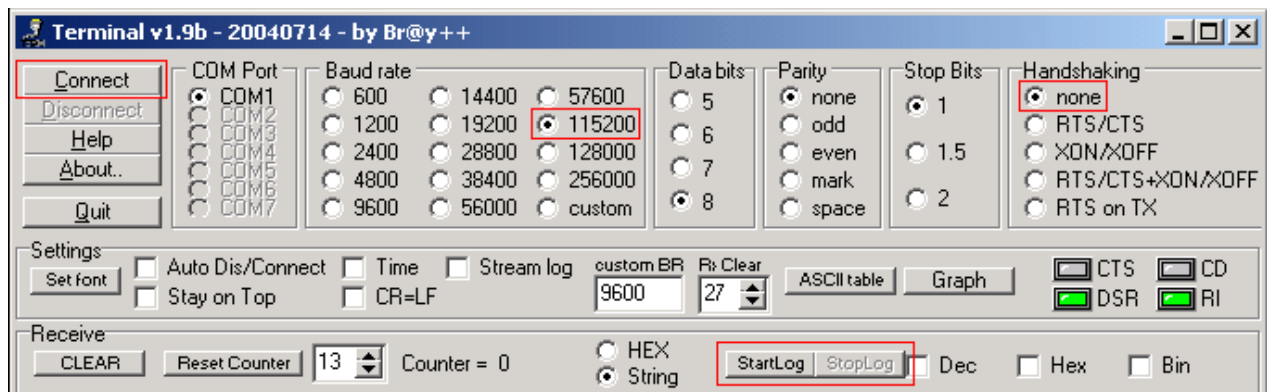 Terminal v1.9b - 20040714 - by Br@y++
Connect
Disconnect
Help
About..
Quit
COM Port
COM1
COM2
COM3
COM4
COM5
COM6
COM7
Baud rate
600
1200
2400
4800
9600
14400
19200
28800
38400
56000
57600
115200
128000
256000
custom
Data bits
5
6
7
8
Parity
none
odd
even
mark
space
Stop Bits
1
1.5
2
Handshaking
none
RTS/CTS
XON/XOFF
RTS/CTS+XON/XOFF
RTS on TX
Settings
Set font
Auto Dis/Connect
Stay on Top
Time
CR=LF
Stream log
custom BR
9600
Rx Clear
27
ASCII table
Graph
CTS
CD
DSR
RI
Receive
CLEAR
Reset Counter
13
Counter = 0
HEX
String
StartLog
StopLog
Dec
Hex
Bin